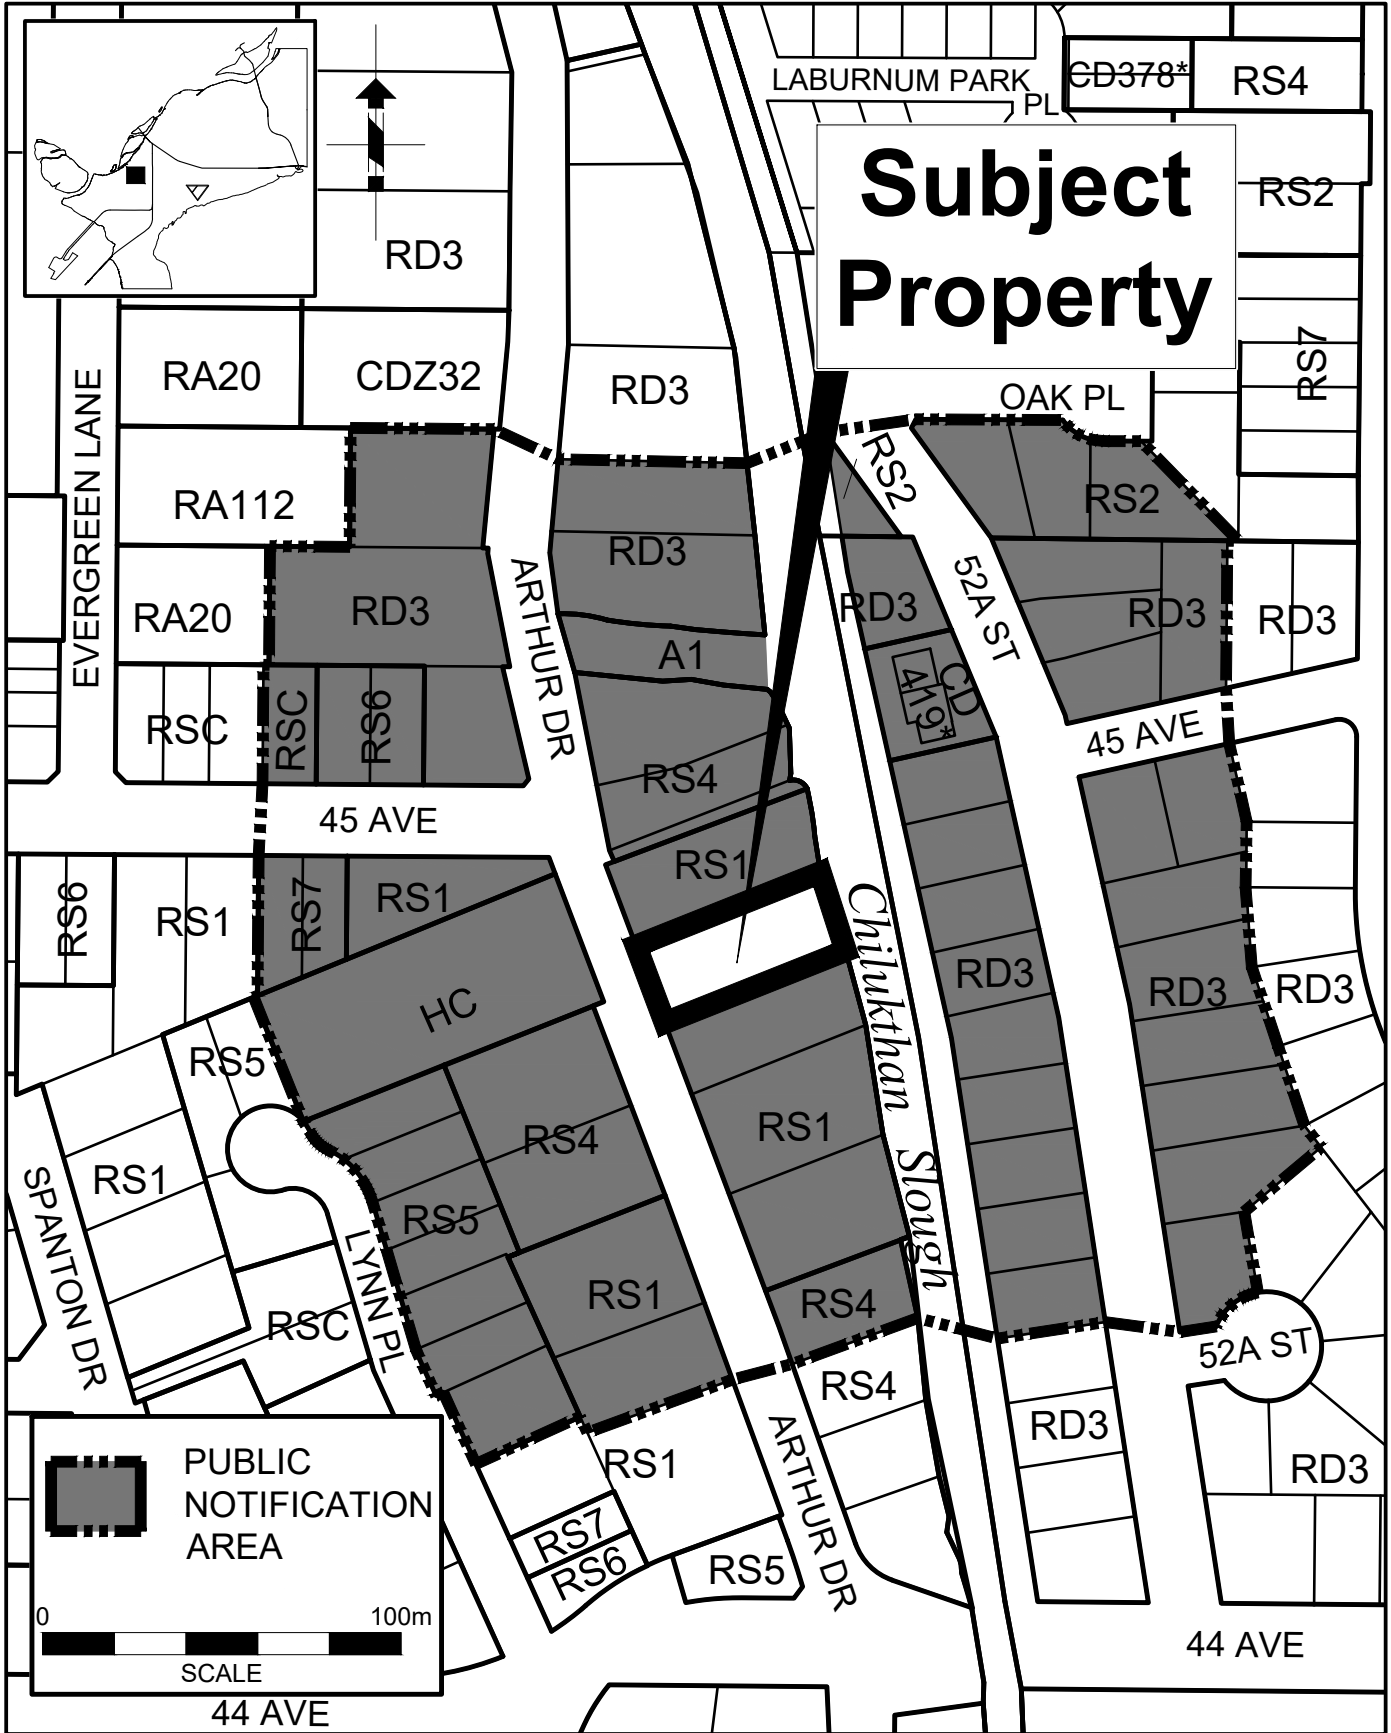 LABURNUM PARK
PL
CD378*
RS4
Subject
Property
RS2
RD3
RS7
RA20
CDZ32
RD3
OAK PL
EVERGREEN LANE
RA112
RS2
RS2
RD3
ARTHUR DR
52A ST
RA20
RD3
RD3
RD3
RD3
A1
CD
419*
RSC
RSC
RS6
45 AVE
RS4
45 AVE
RS1
RS6
RS1
RS7
RS1
Chilukthan Slough
RD3
RD3
RD3
HC
RS5
RS1
RS4
RS1
SPANTON DR
RS5
LYNN PL
RSC
RS1
RS4
52A ST
RS4
RD3
RS1
ARTHUR DR
RD3
PUBLIC
NOTIFICATION
AREA
RS7
RS6
RS5
0 100m
SCALE
44 AVE
44 AVE